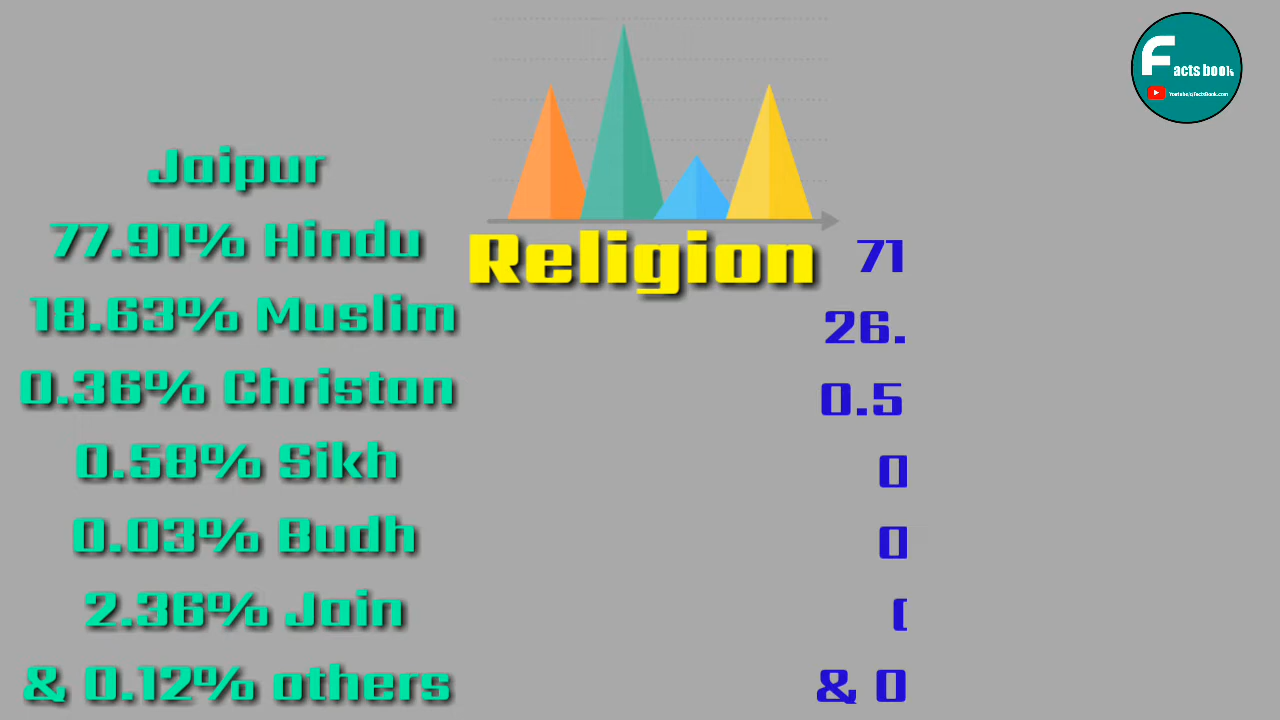 Factsbook
Jaipur
77.91% Hindu
18.63% Muslim
0.36% Christan
0.58% Sikh
0.03% Budh
2.36% Jain
& 0.12% others
Religion
71
26.
0.5
0
0
& 0